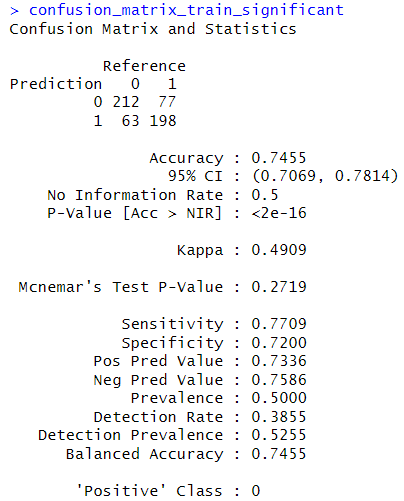 > confusion_matrix_train_significant
Confusion Matrix and Statistics
Reference
Prediction 0 1
0 212 77
1 63 198
Accuracy : 0.7455
95% CI : (0.7069, 0.7814)
No Information Rate : 0.5
P-Value [Acc > NIR] : <2e-16
Kappa : 0.4909
Mcnemar's Test P-Value : 0.2719
Sensitivity : 0.7709
Specificity : 0.7200
Pos Pred Value : 0.7336
Neg Pred Value : 0.7586
Prevalence : 0.5000
Detection Rate : 0.3855
Detection Prevalence : 0.5255
Balanced Accuracy : 0.7455
'Positive' Class : 0